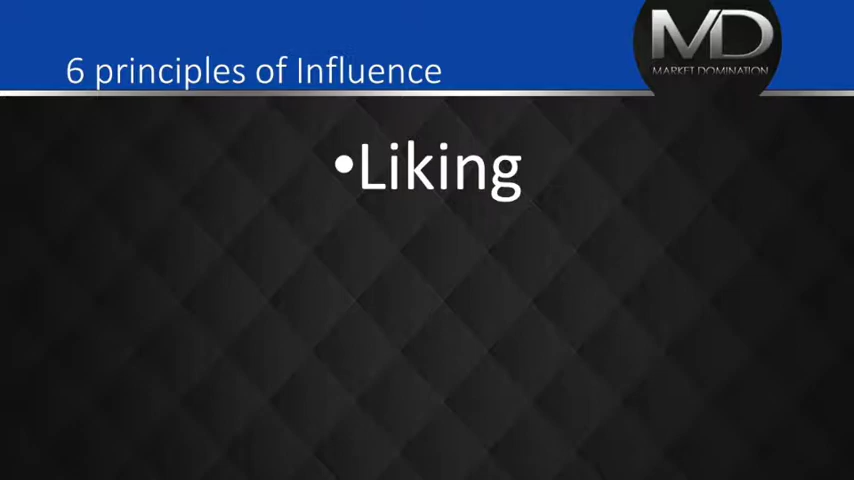 6 principles of Influence
MD
MARKET DOMINATION
•Liking